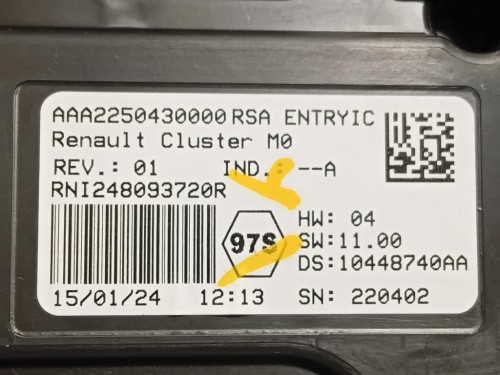 AAA2250430000 RSA ENTRYIC
Renault Cluster M0
REV.: 01 IND.: --A
RNI248093720R
HW: 04
97S SW:11.00
DS:10448740AA
15/01/24 12:13 SN: 220402